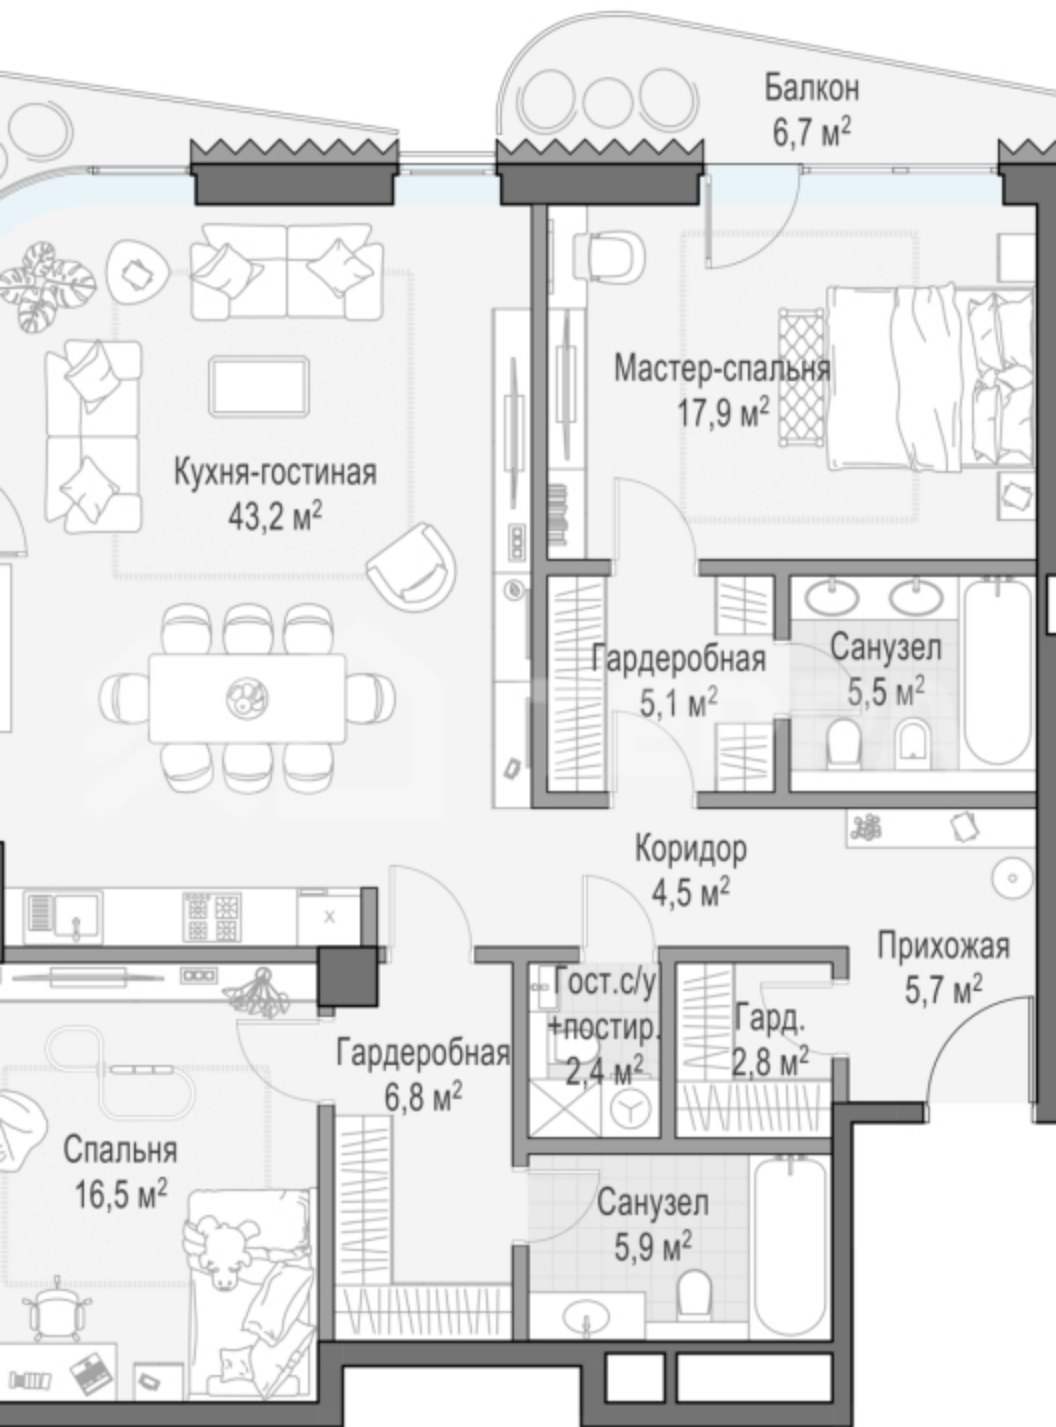 Балкон
6,7 м²
Мастер-спальня
17,9 м²
Кухня-гостиная
43,2 м²
Гардеробная
5,1 м²
Санузел
5,5 м²
Коридор
4,5 м²
Прихожая
5,7 м²
Гост.с/у
+постир.
2,4 м²
Гард.
2,8 м²
Гардеробная
6,8 м²
Спальня
16,5 м²
Санузел
5,9 м²